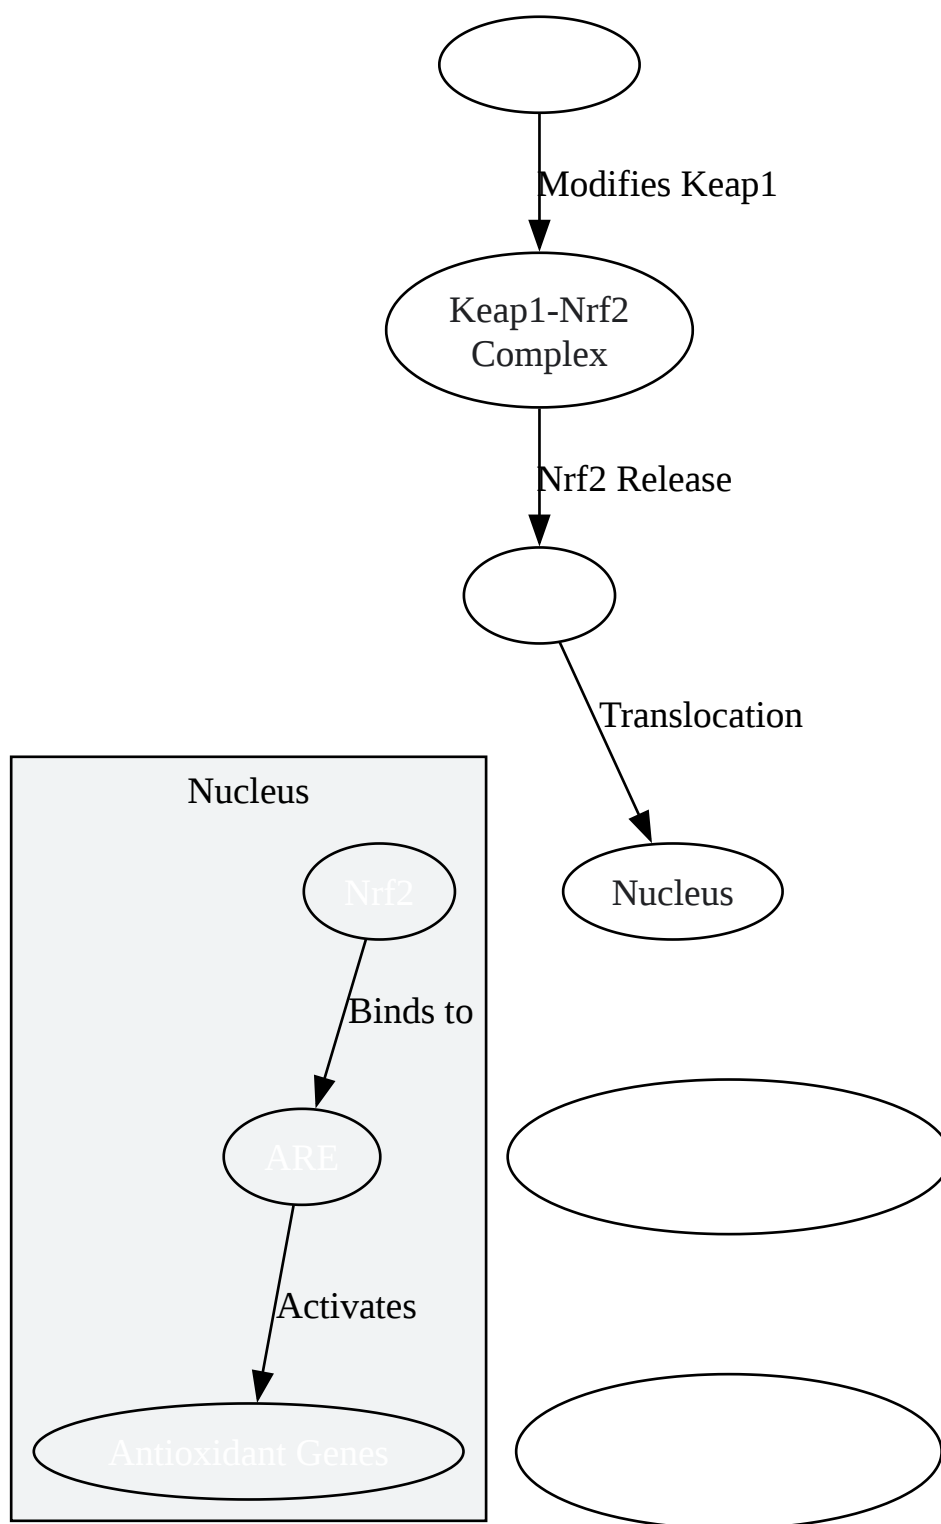 Modifies Keap1
Keap1-Nrf2
Complex
Nrf2 Release
Translocation
Nucleus
Nrf2
Nucleus
Binds to
ARE
Activates
Antioxidant Genes